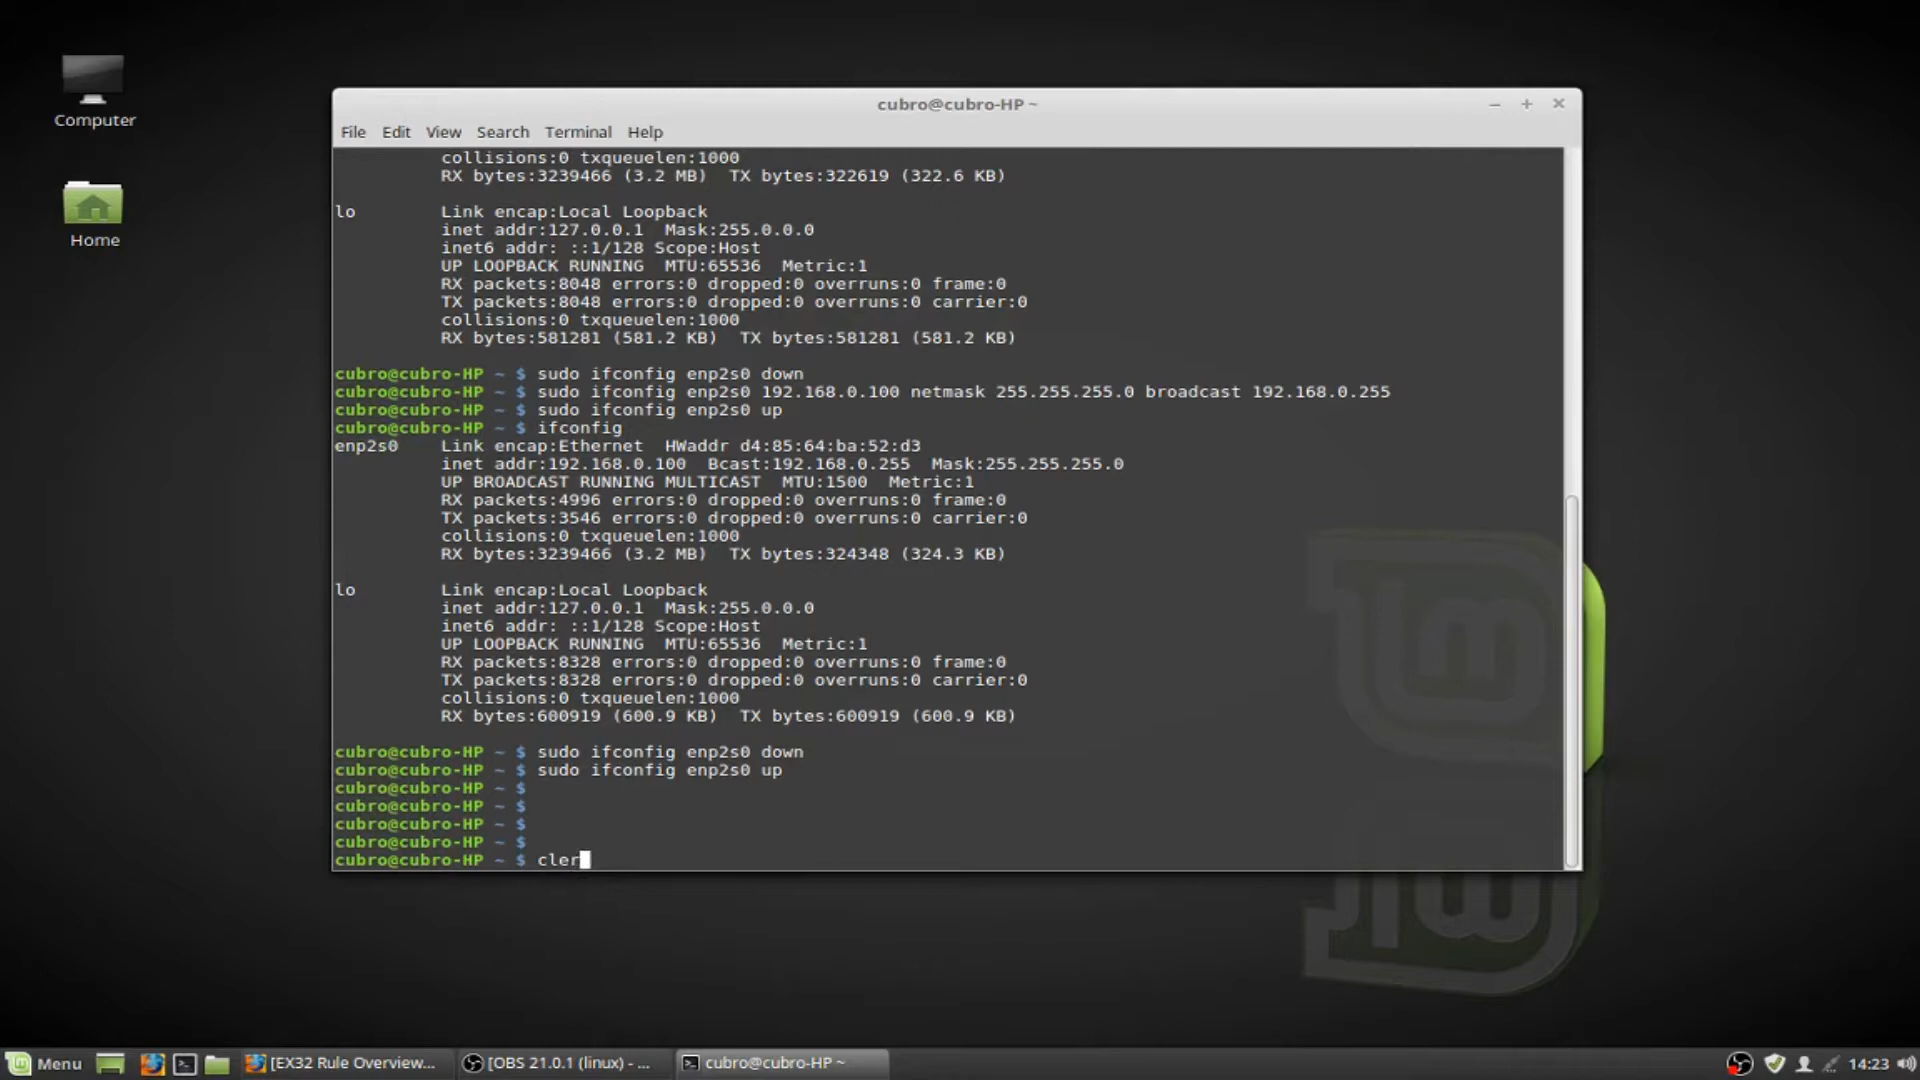 Computer
Home
cubro@cubro-HP ~
File Edit View Search Terminal Help
collisions:0 txqueuelen:1000
RX bytes:3239466 (3.2 MB)  TX bytes:322619 (322.6 KB)
lo        Link encap:Local Loopback
inet addr:127.0.0.1  Mask:255.0.0.0
inet6 addr: ::1/128 Scope:Host
UP LOOPBACK RUNNING  MTU:65536  Metric:1
RX packets:8048 errors:0 dropped:0 overruns:0 frame:0
TX packets:8048 errors:0 dropped:0 overruns:0 carrier:0
collisions:0 txqueuelen:1000
RX bytes:581281 (581.2 KB)  TX bytes:581281 (581.2 KB)
cubro@cubro-HP ~ $ sudo ifconfig enp2s0 down
cubro@cubro-HP ~ $ sudo ifconfig enp2s0 192.168.0.100 netmask 255.255.255.0 broadcast 192.168.0.255
cubro@cubro-HP ~ $ sudo ifconfig enp2s0 up
cubro@cubro-HP ~ $ ifconfig
enp2s0    Link encap:Ethernet  HWaddr d4:85:64:ba:52:d3
inet addr:192.168.0.100  Bcast:192.168.0.255  Mask:255.255.255.0
UP BROADCAST RUNNING MULTICAST  MTU:1500  Metric:1
RX packets:4996 errors:0 dropped:0 overruns:0 frame:0
TX packets:3546 errors:0 dropped:0 overruns:0 carrier:0
collisions:0 txqueuelen:1000
RX bytes:3239466 (3.2 MB)  TX bytes:324348 (324.3 KB)
lo        Link encap:Local Loopback
inet addr:127.0.0.1  Mask:255.0.0.0
inet6 addr: ::1/128 Scope:Host
UP LOOPBACK RUNNING  MTU:65536  Metric:1
RX packets:8328 errors:0 dropped:0 overruns:0 frame:0
TX packets:8328 errors:0 dropped:0 overruns:0 carrier:0
collisions:0 txqueuelen:1000
RX bytes:600919 (600.9 KB)  TX bytes:600919 (600.9 KB)
cubro@cubro-HP ~ $ sudo ifconfig enp2s0 down
cubro@cubro-HP ~ $ sudo ifconfig enp2s0 up
cubro@cubro-HP ~ $
cubro@cubro-HP ~ $
cubro@cubro-HP ~ $
cubro@cubro-HP ~ $
cubro@cubro-HP ~ $ cler
Menu [EX32 Rule Overview... [OBS 21.0.1 (linux) - ... cubro@cubro-HP ~ 14:23